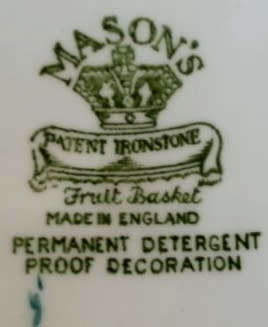 MASON'S
PATENT IRONSTONE
Fruit Basket
MADE IN ENGLAND
PERMANENT DETERGENT
PROOF DECORATION